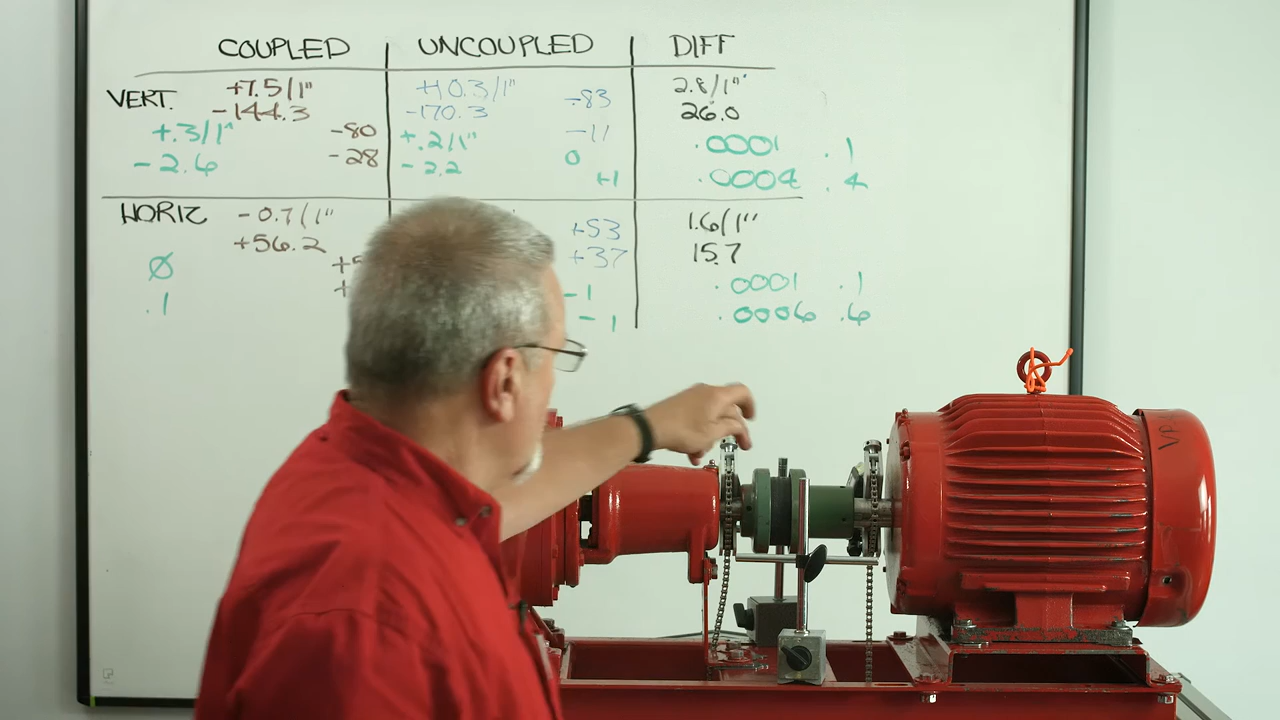 COUPLED UNCOUPLED DIFF
VERT. +7.5/1" +10.3/1" 2.8/1"
-144.3 -170.3 -83 26.0
+.3/1" -80 +.2/1" -11 .0001 .1
-2.6 -28 -2.2 0 .0004 .4
+1
HORIZ -0.7/1" +53 1.6/1"
+56.2 +37 15.7
Ø -1 .0001 .1
.1 -1 .0006 .6